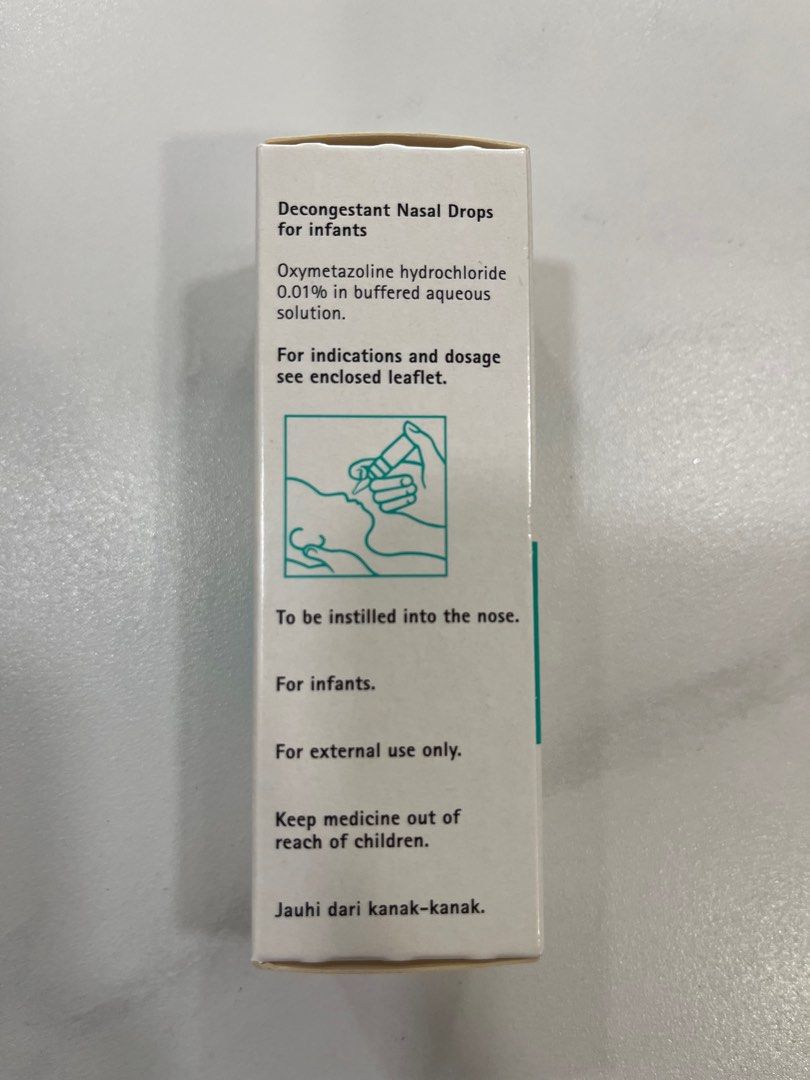 Decongestant Nasal Drops
for infants
Oxymetazoline hydrochloride
0.01% in buffered aqueous
solution.
For indications and dosage
see enclosed leaflet.
To be instilled into the nose.
For infants.
For external use only.
Keep medicine out of
reach of children.
Jauhi dari kanak-kanak.